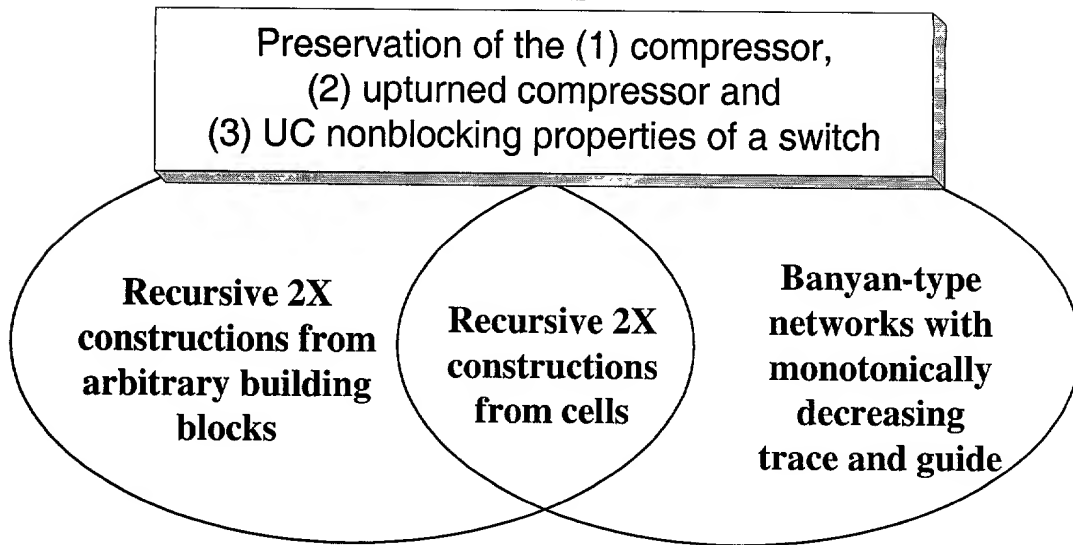 Preservation of the (1) compressor,
(2) upturned compressor and
(3) UC nonblocking properties of a switch
Recursive 2X
constructions from
arbitrary building
blocks
Recursive 2X
constructions
from cells
Banyan-type
networks with
monotonically
decreasing
trace and guide